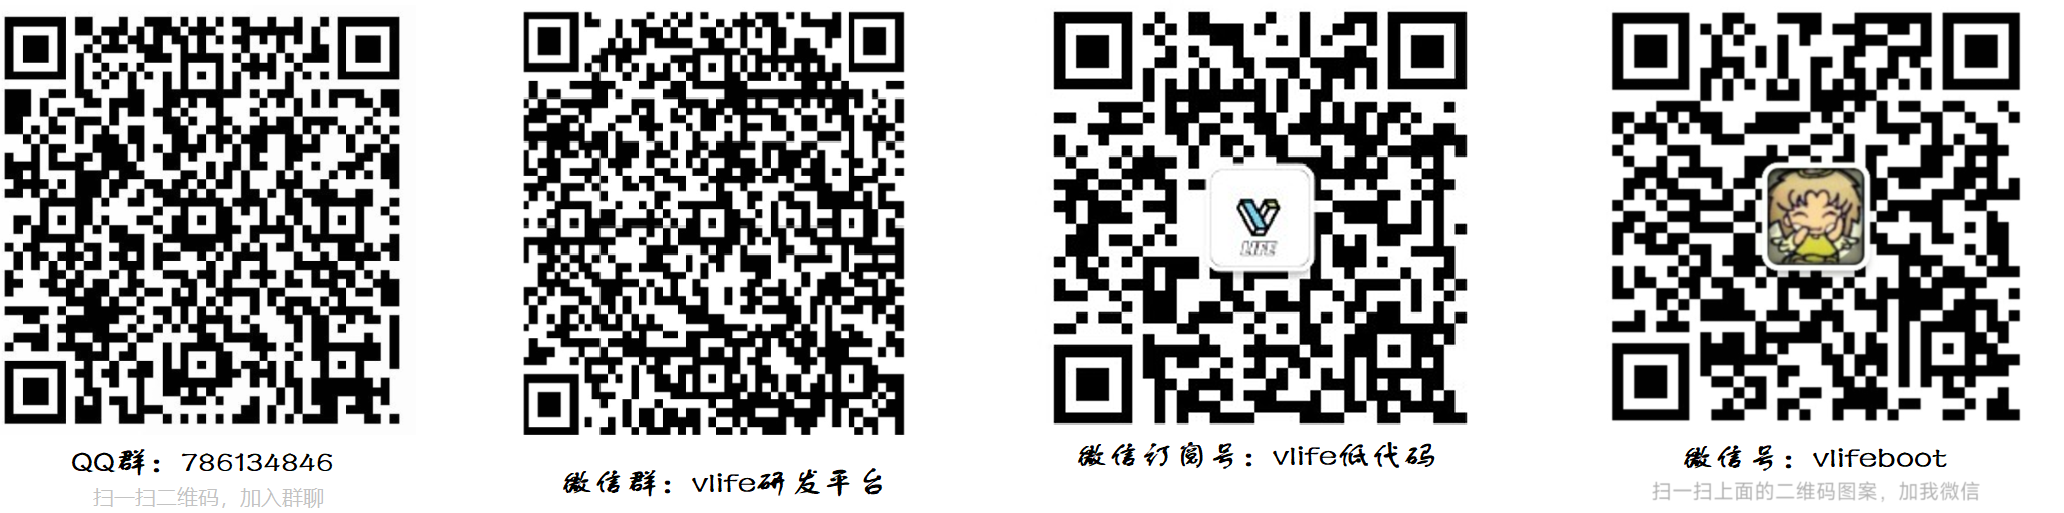 LIFE
QQ群：786134846
扫一扫二维码，加入群聊
微信群：vlife研发平台
微信订阅号：vlife低代码
微信号：vlifeboot
扫一扫上面的二维码图案，加我微信